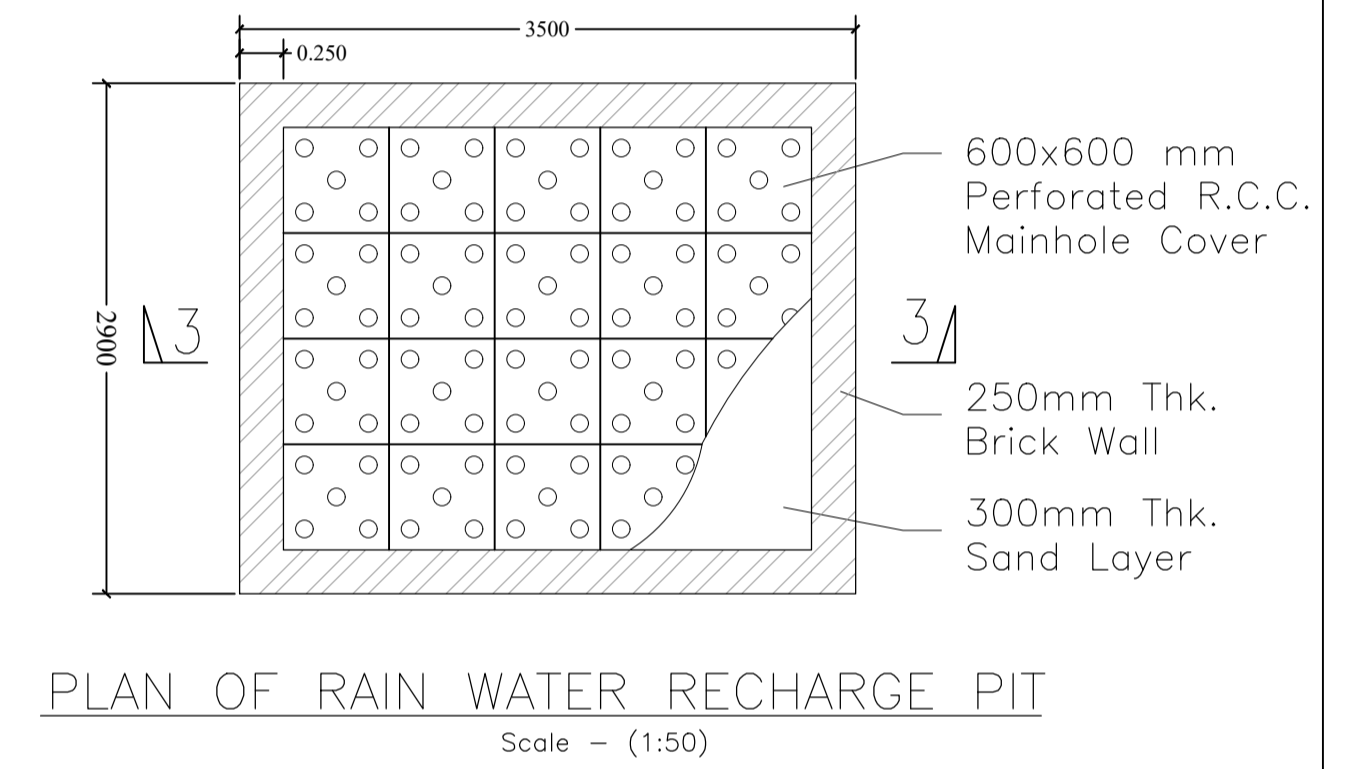 3500
0.250
600x600 mm
Perforated R.C.C.
Mainhole Cover
2900
3
3
250mm Thk.
Brick Wall
300mm Thk.
Sand Layer
PLAN OF RAIN WATER RECHARGE PIT
Scale - (1:50)